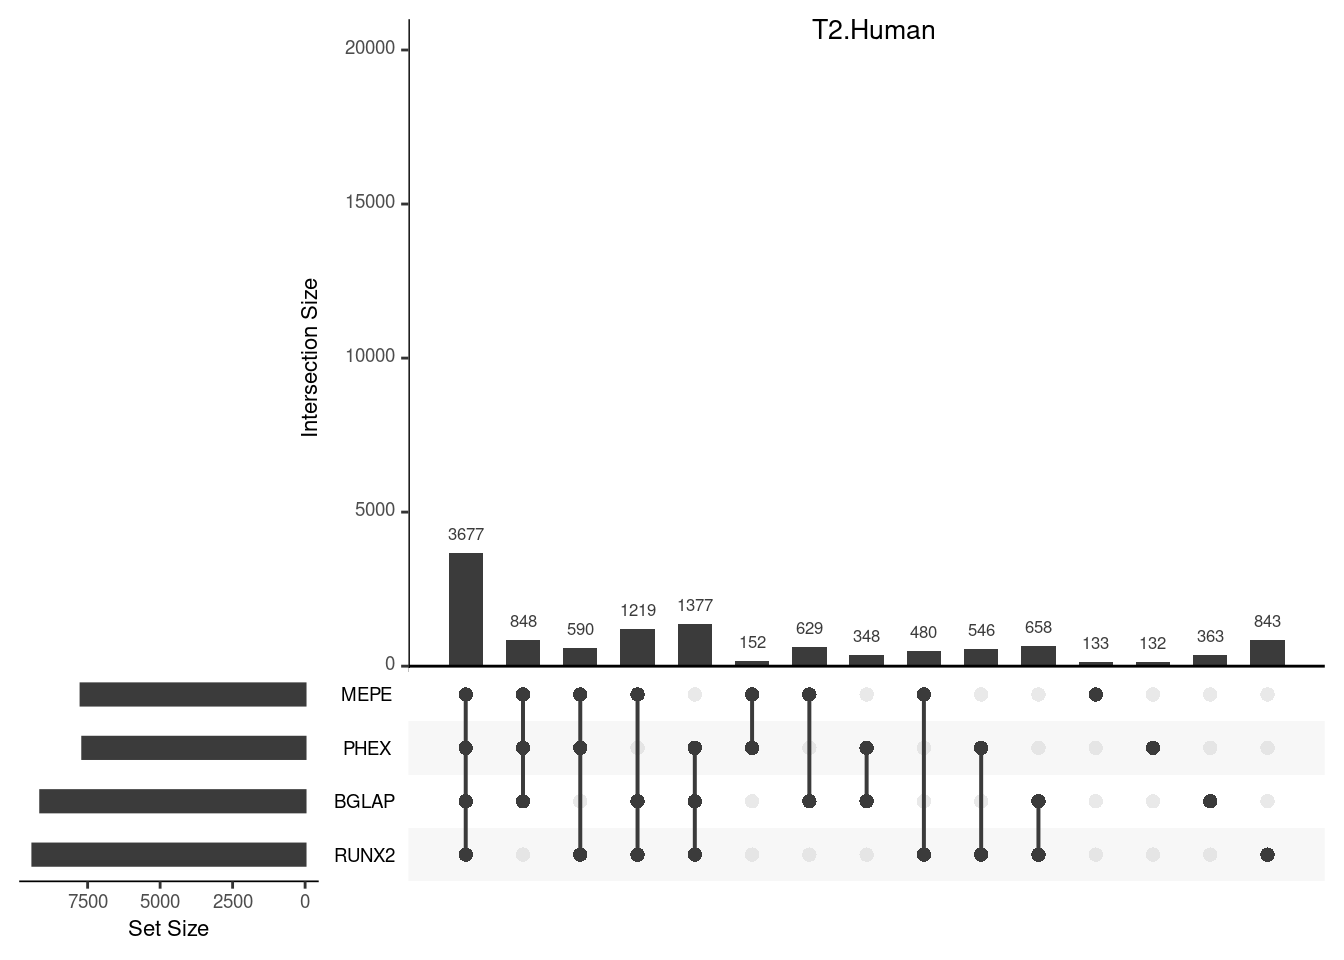 T2.Human
20000
15000
10000
5000
0
Intersection Size
3677
848
590
1219
1377
152
629
348
480
546
658
133
132
363
843
MEPE
PHEX
BGLAP
RUNX2
7500 5000 2500 0
Set Size